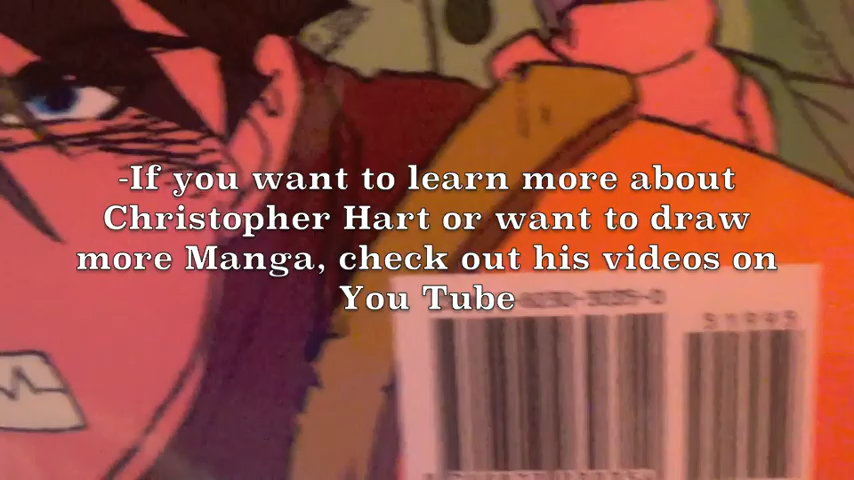 -If you want to learn more about
Christopher Hart or want to draw
more Manga, check out his videos on
You Tube
51995